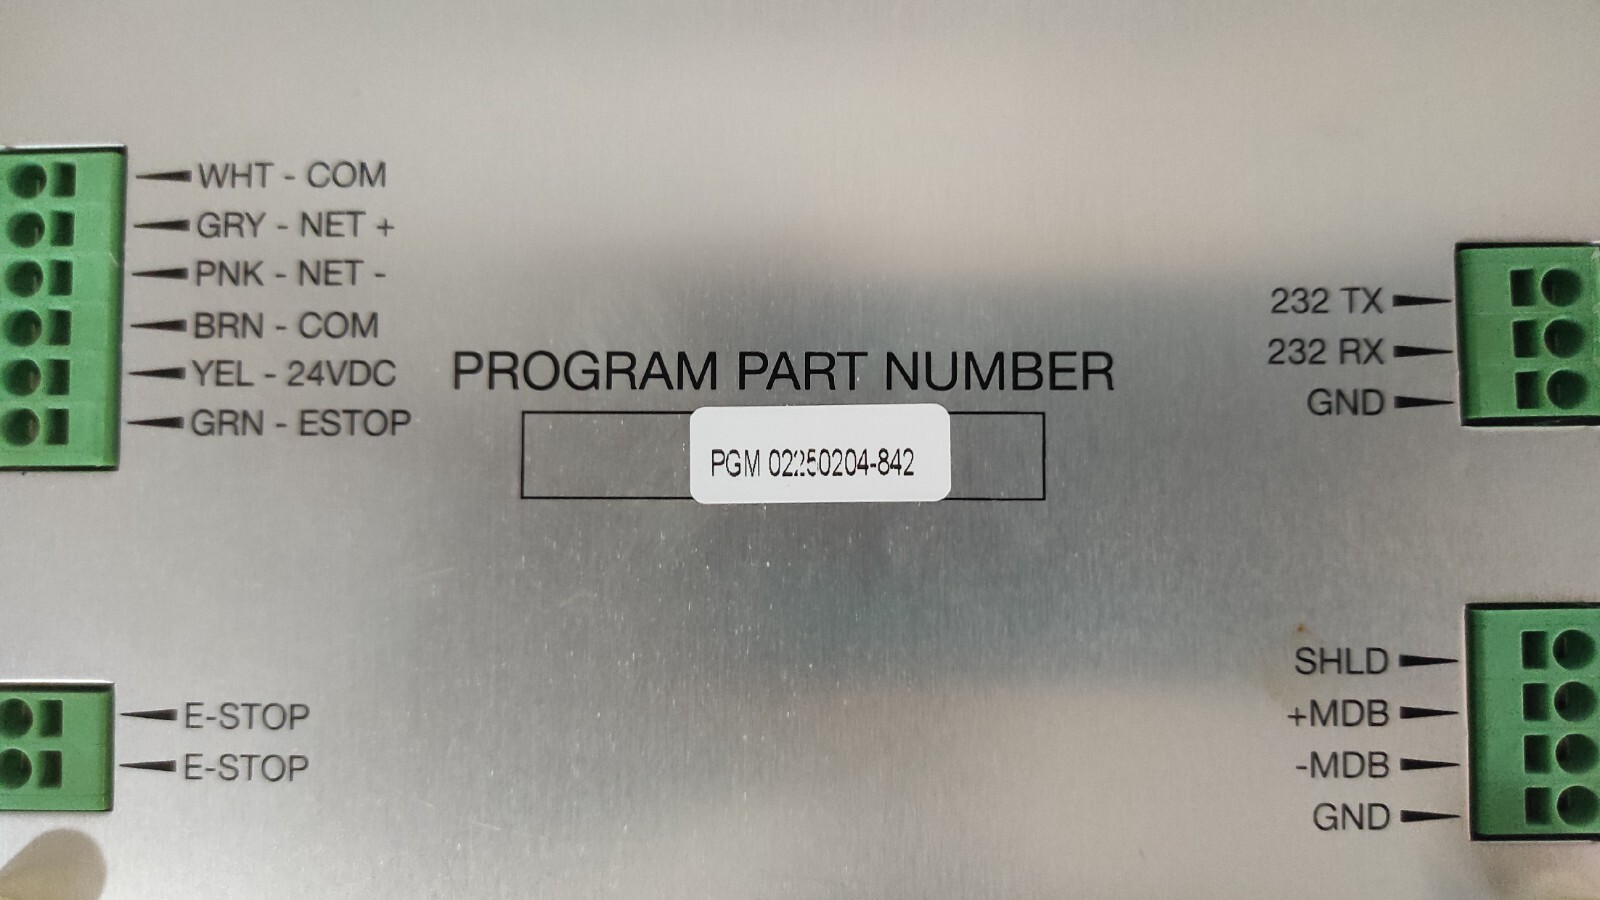 WHT - COM
GRY - NET +
PNK - NET -
BRN - COM
YEL - 24VDC
GRN - ESTOP
E-STOP
E-STOP
PROGRAM PART NUMBER
PGM 02250204-842
232 TX
232 RX
GND
SHLD
+MDB
-MDB
GND